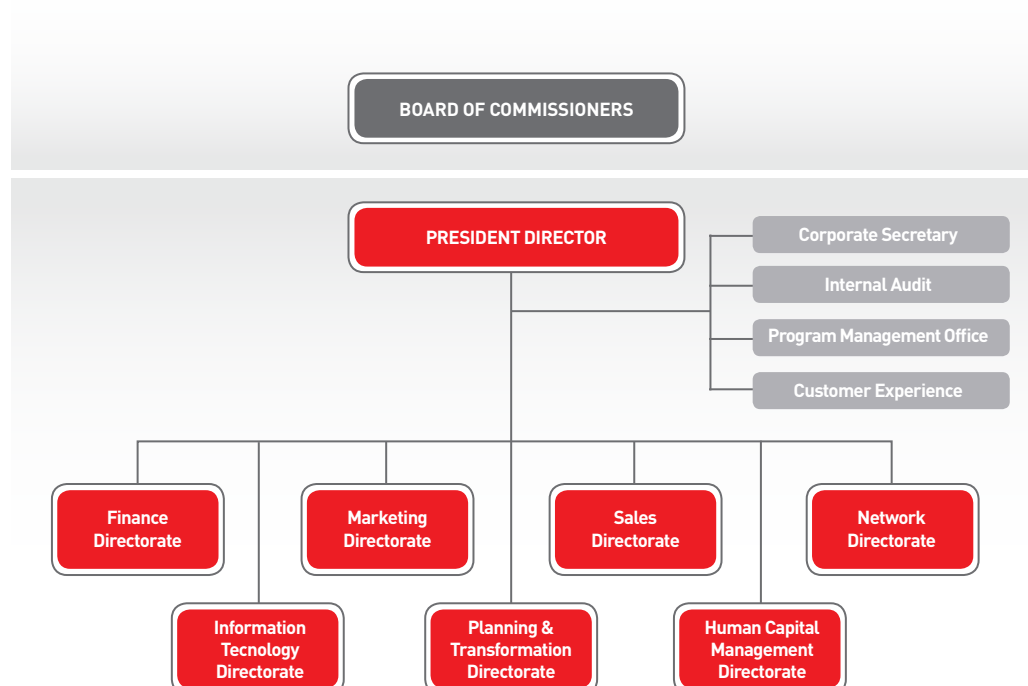 BOARD OF COMMISSIONERS
PRESIDENT DIRECTOR
Corporate Secretary
Internal Audit
Program Management Office
Customer Experience
Finance
Directorate
Marketing
Directorate
Sales
Directorate
Network
Directorate
Information
Tecnology
Directorate
Planning &
Transformation
Directorate
Human Capital
Management
Directorate